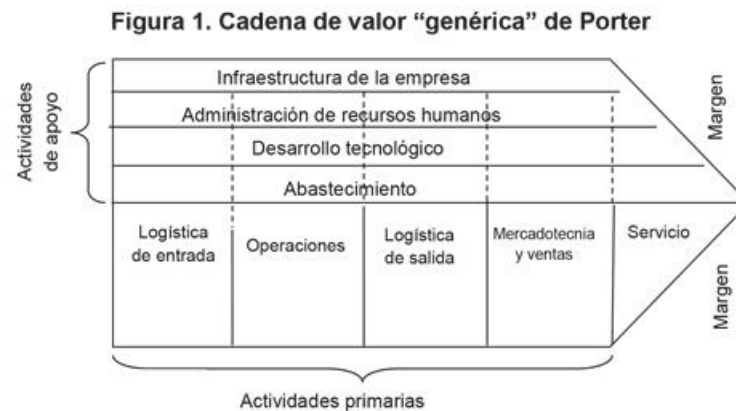 Figura 1. Cadena de valor “genérica” de Porter
Actividades
de apoyo
Infraestructura de la empresa
Administración de recursos humanos
Desarrollo tecnológico
Abastecimiento
Margen
Logística
de entrada
Operaciones
Logística
de salida
Mercadotecnia
y ventas
Servicio
Margen
Actividades primarias